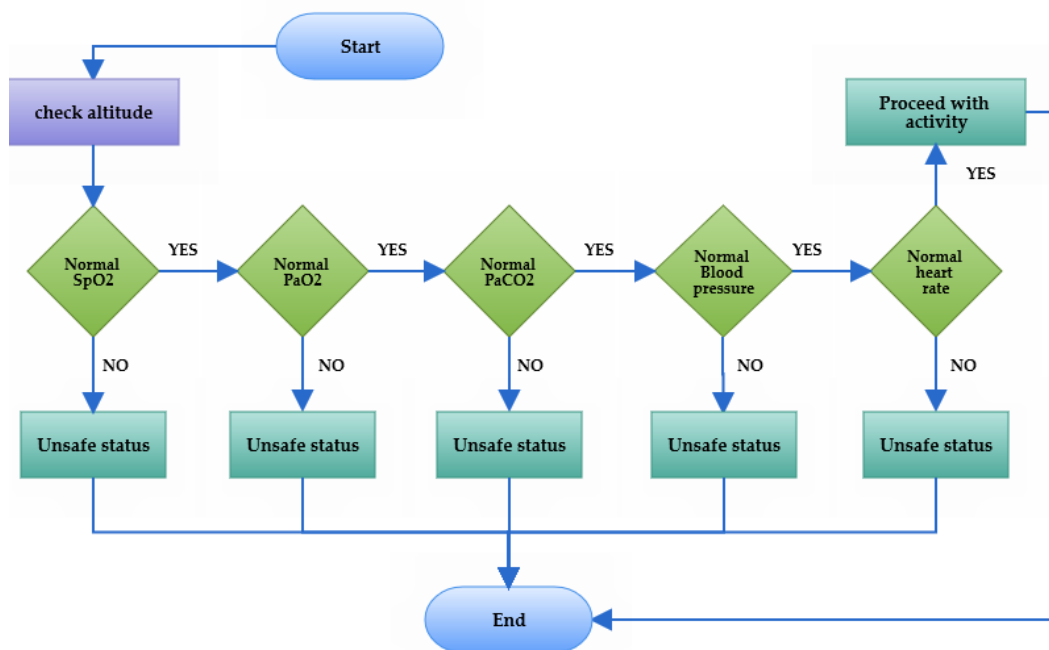 Start
check altitude
Proceed with
activity
YES
Normal
SpO2
YES
Normal
PaO2
YES
Normal
PaCO2
YES
Normal
Blood
pressure
YES
Normal
heart
rate
NO
NO
NO
NO
NO
Unsafe status
Unsafe status
Unsafe status
Unsafe status
Unsafe status
End